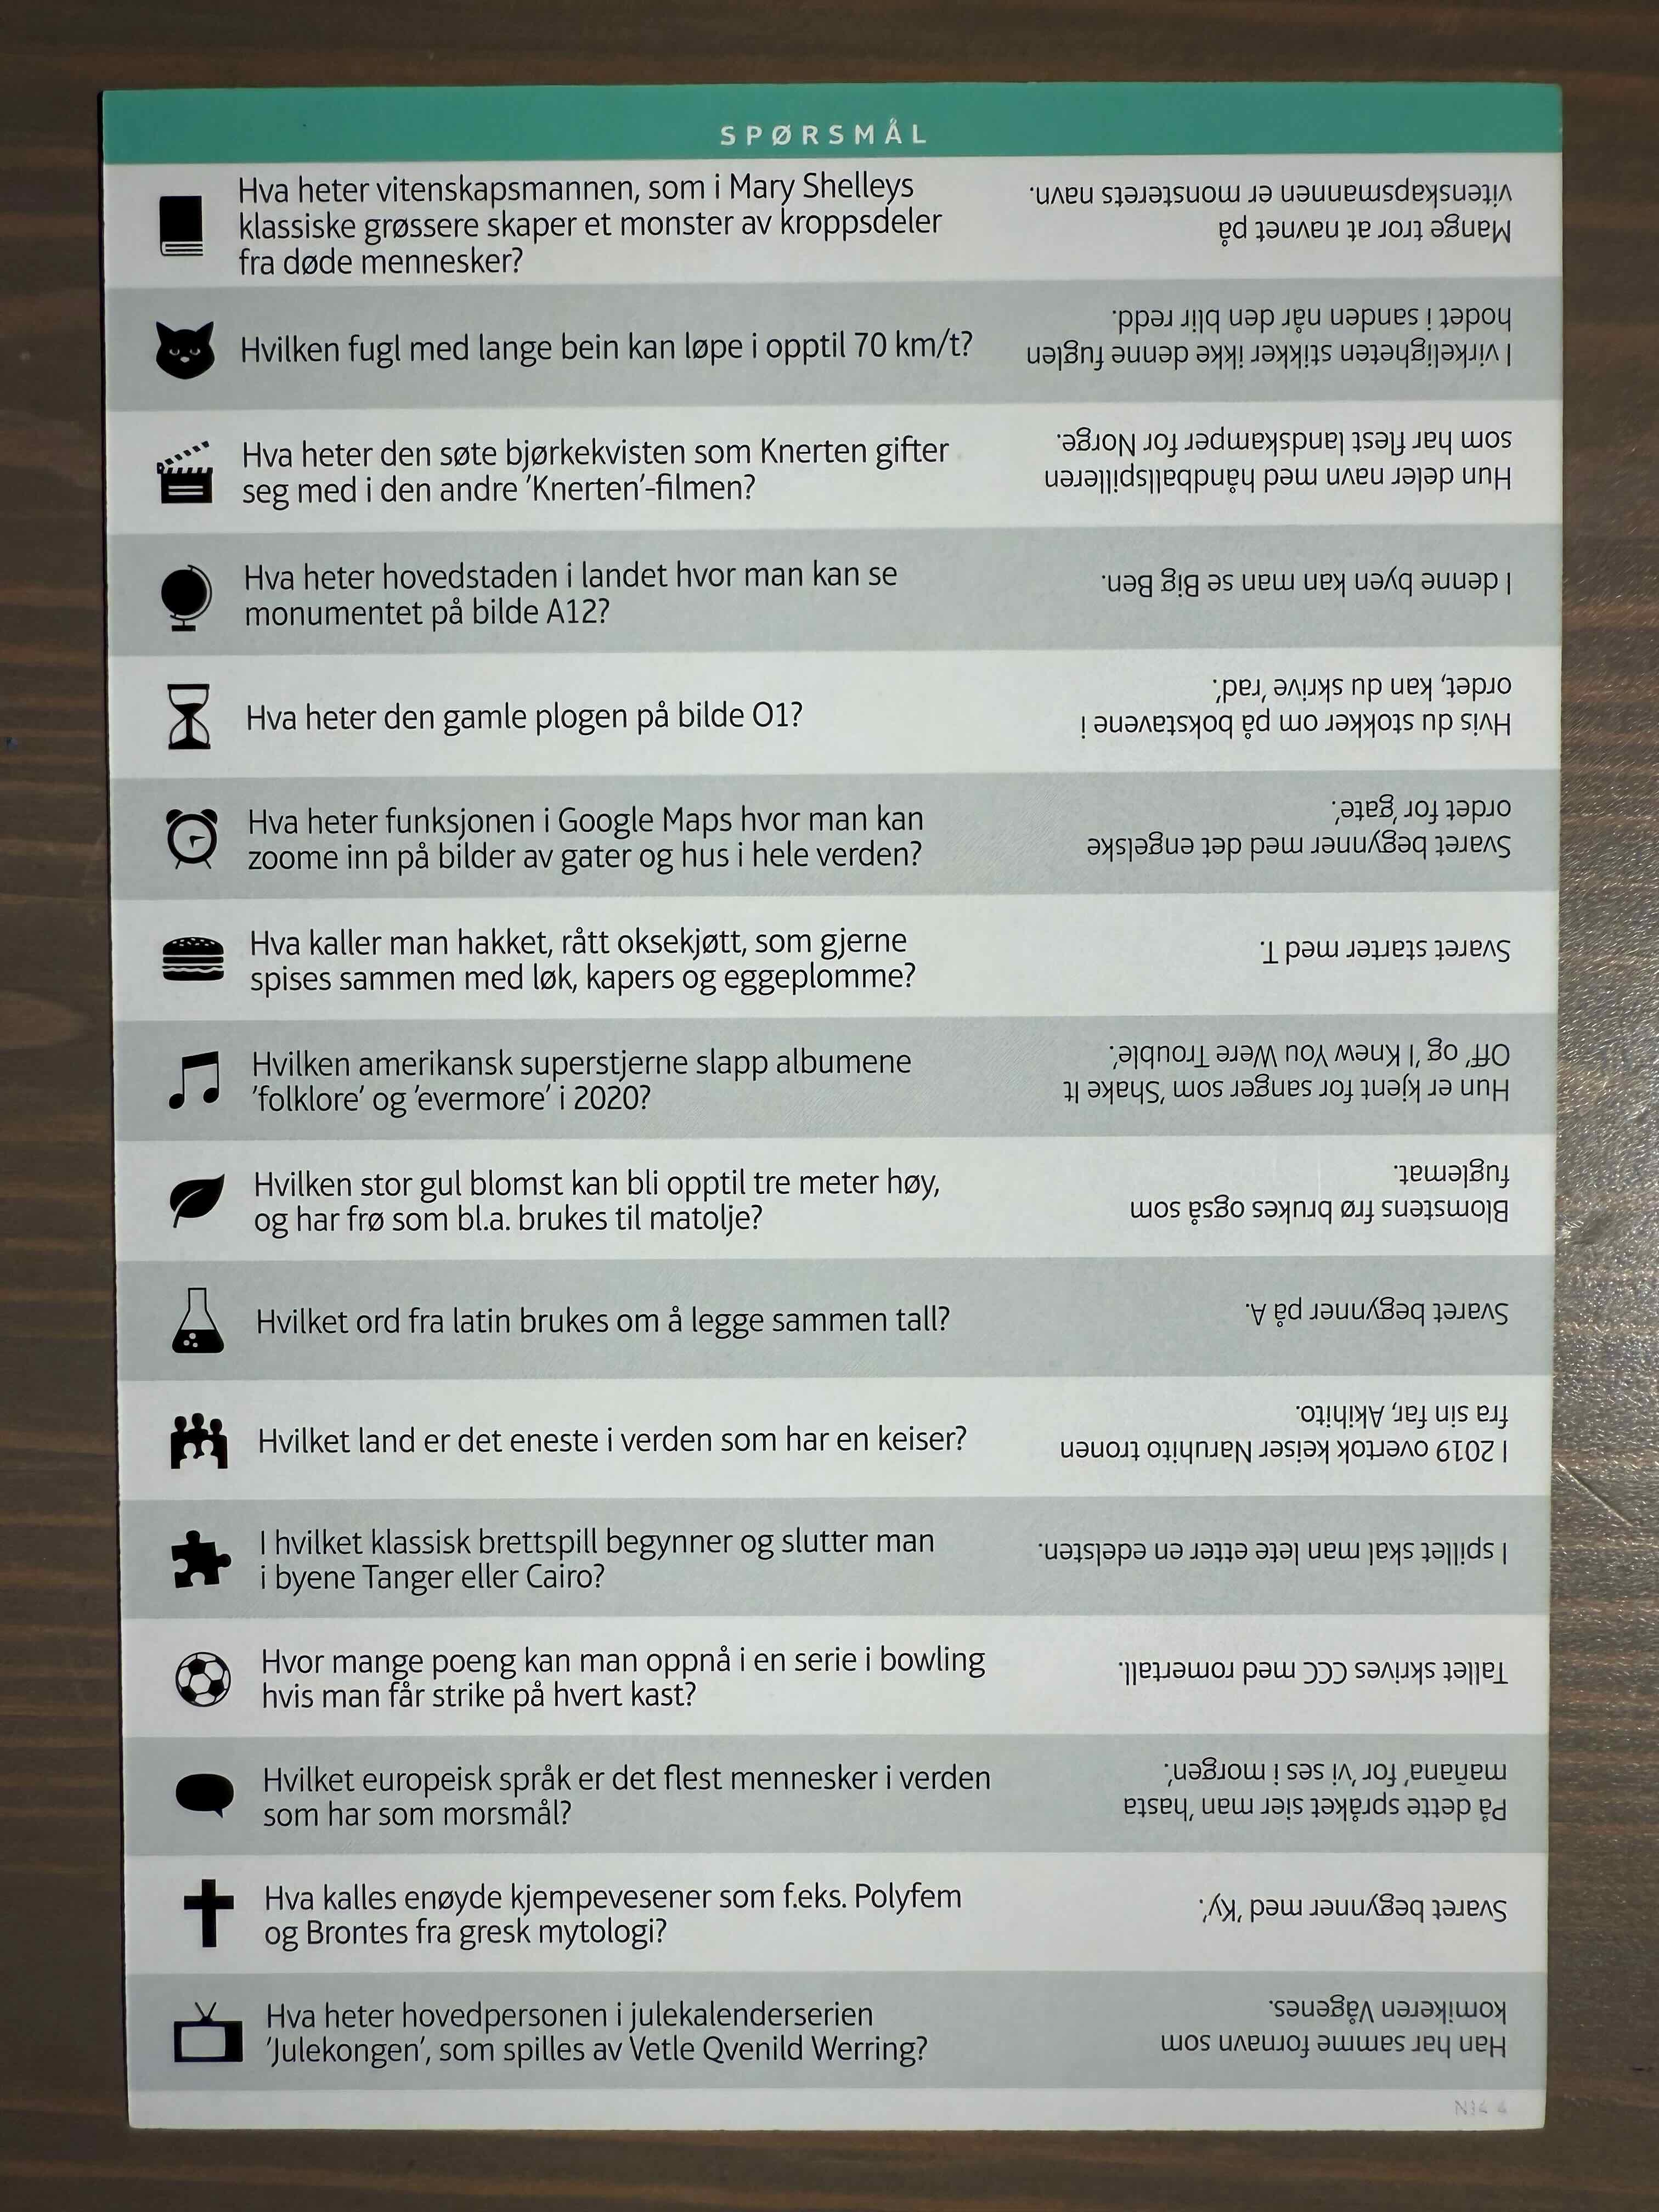 SPØRSMÅL
Hva heter vitenskapsmannen, som i Mary Shelleys
klassiske grøssere skaper et monster av kroppsdeler
fra døde mennesker?
Mange tror at navnet på
vitenskapsmannen er monsterets navn.
Hvilken fugl med lange bein kan løpe i opptil 70 km/t?
I virkeligheten stikker ikke denne fuglen
hodet i sanden når den blir redd.
Hva heter den søte bjørkekvisten som Knerten gifter
seg med i den andre 'Knerten'-filmen?
Hun deler navn med håndballspilleren
som har flest landskamper for Norge.
Hva heter hovedstaden i landet hvor man kan se
monumentet på bilde A12?
I denne byen kan man se Big Ben.
Hva heter den gamle plogen på bilde O1?
Hvis du stokker om på bokstavene i
ordet, kan du skrive 'rad'.
Hva heter funksjonen i Google Maps hvor man kan
zoome inn på bilder av gater og hus i hele verden?
Svaret begynner med det engelske
ordet for 'gate'.
Hva kaller man hakket, rått oksekjøtt, som gjerne
spises sammen med løk, kapers og eggeplomme?
Svaret starter med T.
Hvilken amerikansk superstjerne slapp albumene
'folklore' og 'evermore' i 2020?
Hun er kjent for sanger som 'Shake It
Off' og 'I Knew You Were Trouble'.
Hvilken stor gul blomst kan bli opptil tre meter høy,
og har frø som bl.a. brukes til matolje?
Blomstens frø brukes også som
fuglemat.
Hvilket ord fra latin brukes om å legge sammen tall?
Svaret begynner på A.
Hvilket land er det eneste i verden som har en keiser?
I 2019 overtok keiser Naruhito tronen
fra sin far, Akihito.
I hvilket klassisk brettspill begynner og slutter man
i byene Tanger eller Cairo?
I spillet skal man lete etter en edelsten.
Hvor mange poeng kan man oppnå i en serie i bowling
hvis man får strike på hvert kast?
Tallet skrives CCC med romertall.
Hvilket europeisk språk er det flest mennesker i verden
som har som morsmål?
På dette språket sier man 'hasta
mañana' for 'vi ses i morgen'.
Hva kalles enøyde kjempevesener som f.eks. Polyfem
og Brontes fra gresk mytologi?
Svaret begynner med 'Ky'.
Hva heter hovedpersonen i julekalenderserien
'Julekongen', som spilles av Vetle Qvenild Werring?
Han har samme fornavn som
komikeren Vågenes.